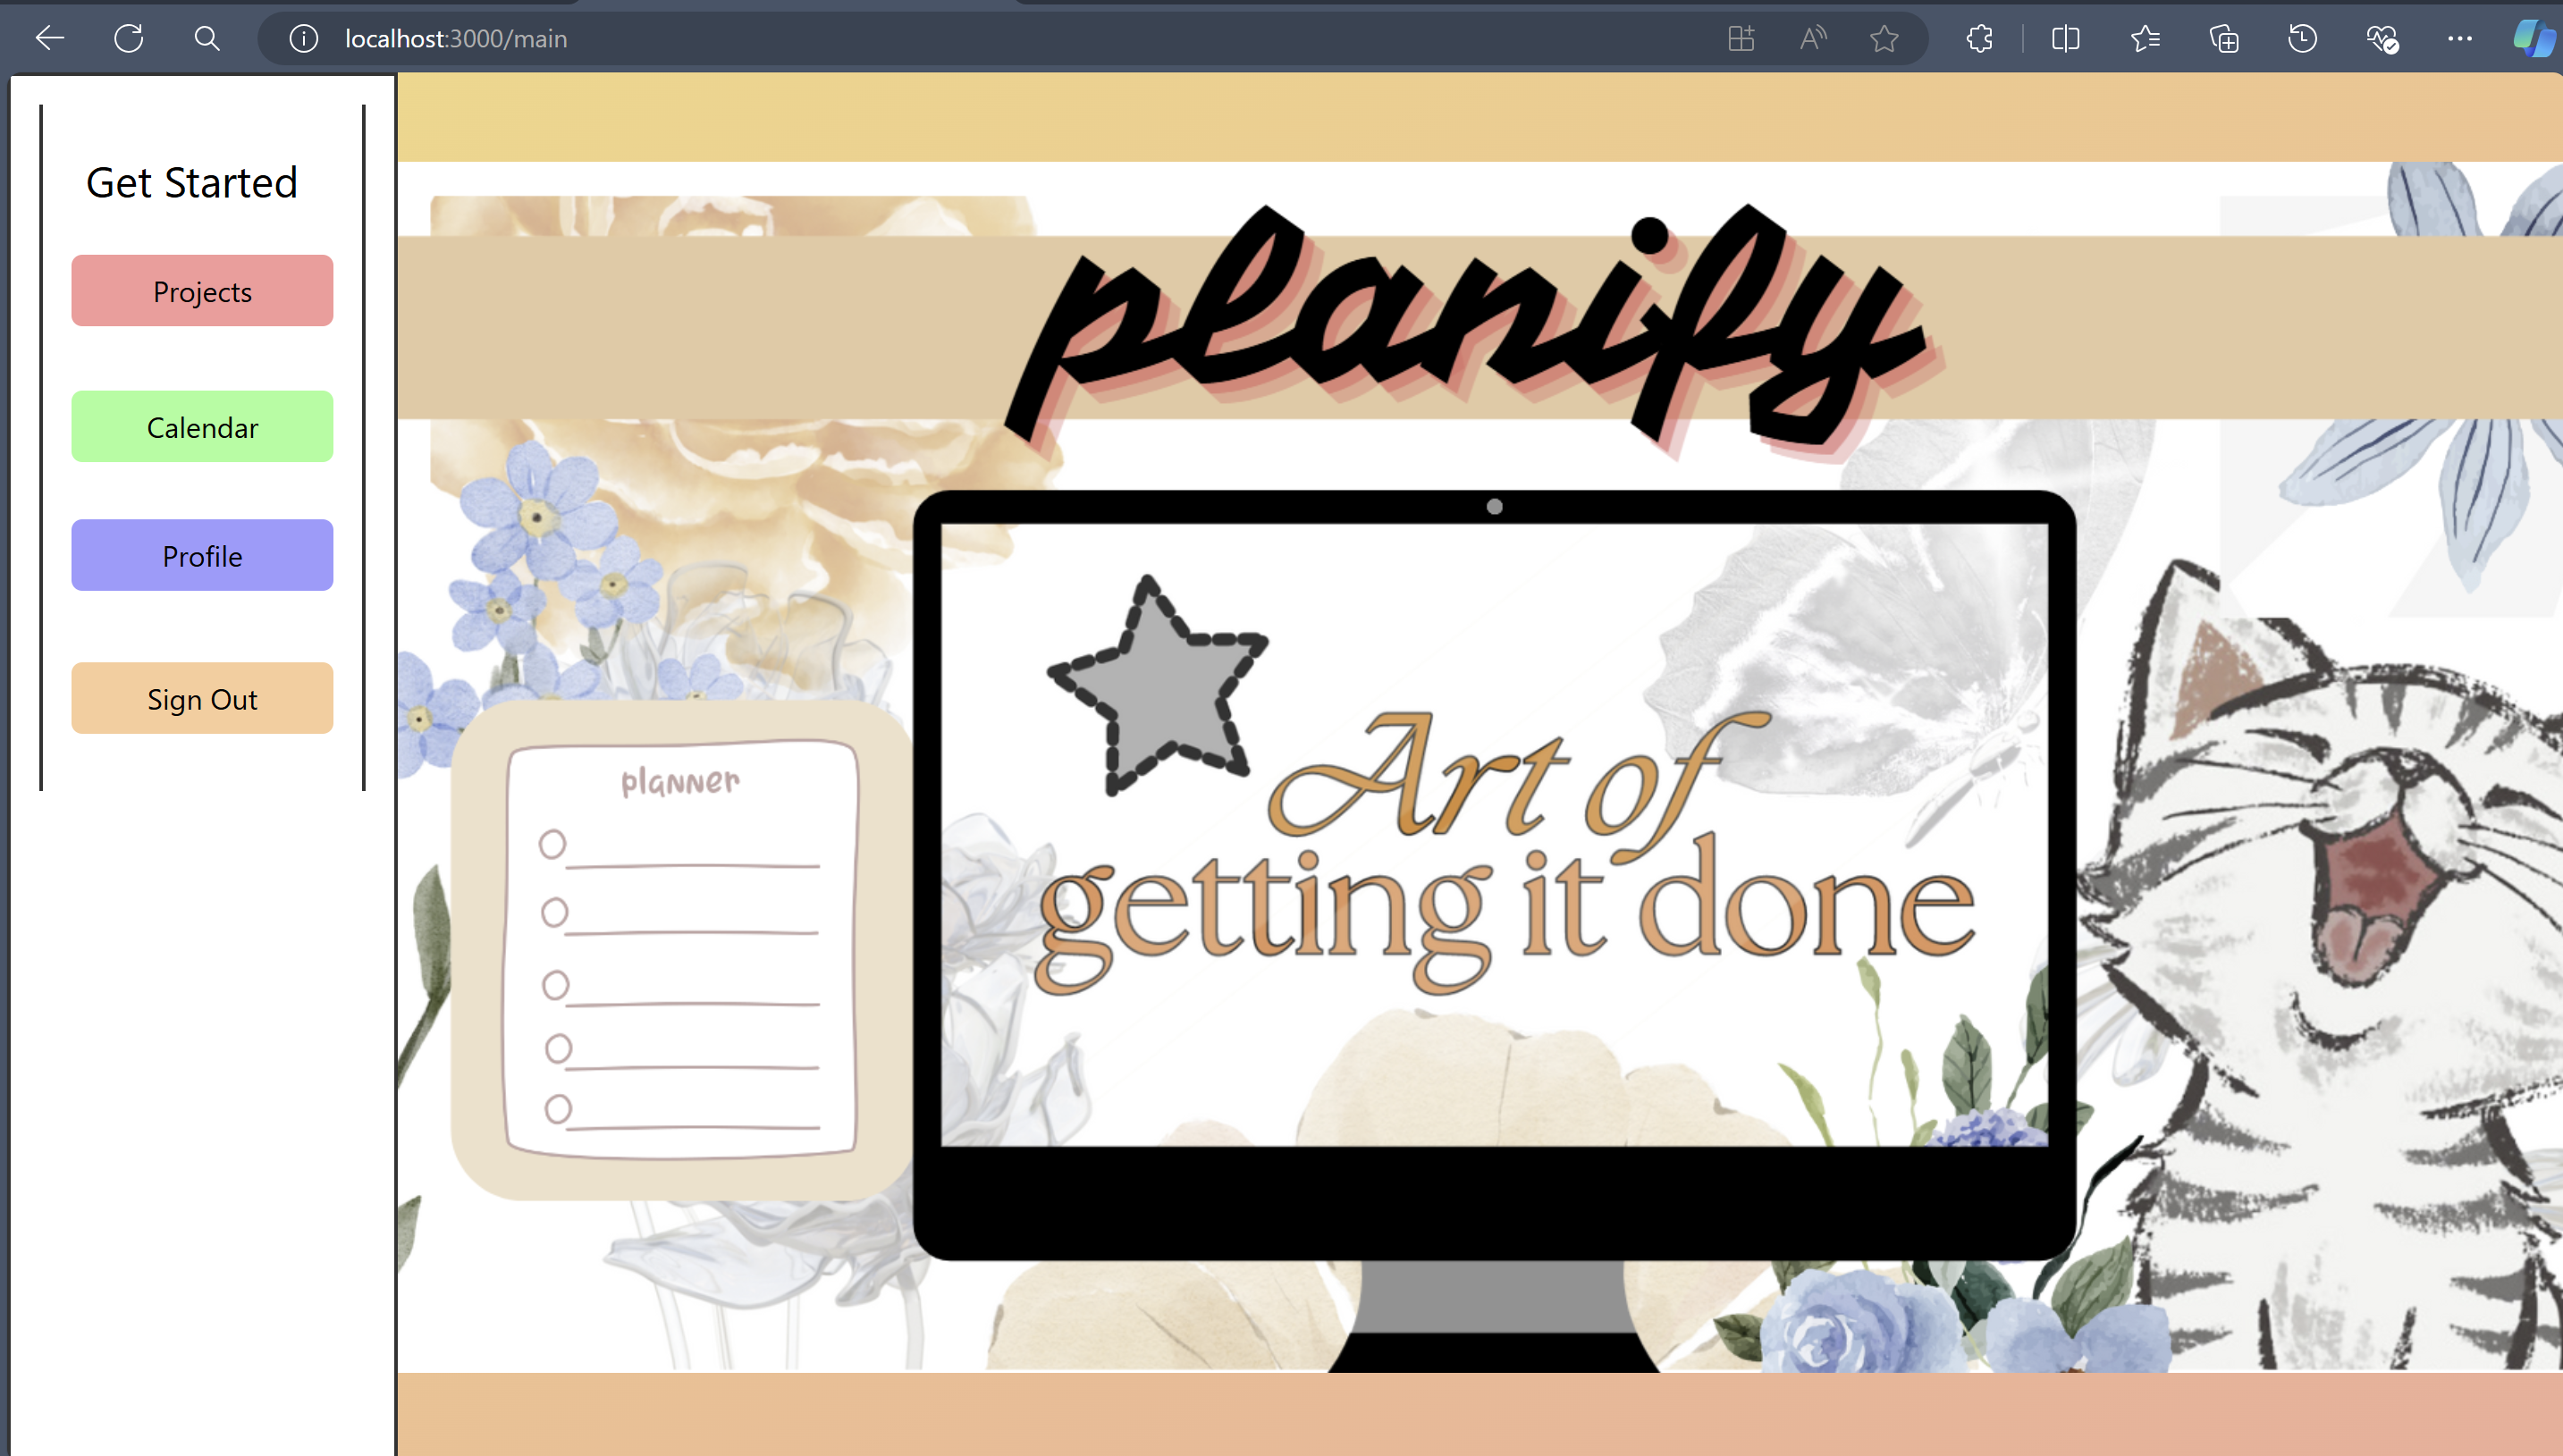 localhost:3000/main
Get Started
Projects
Calendar
Profile
Sign Out
planify
planner
Art of
getting it done